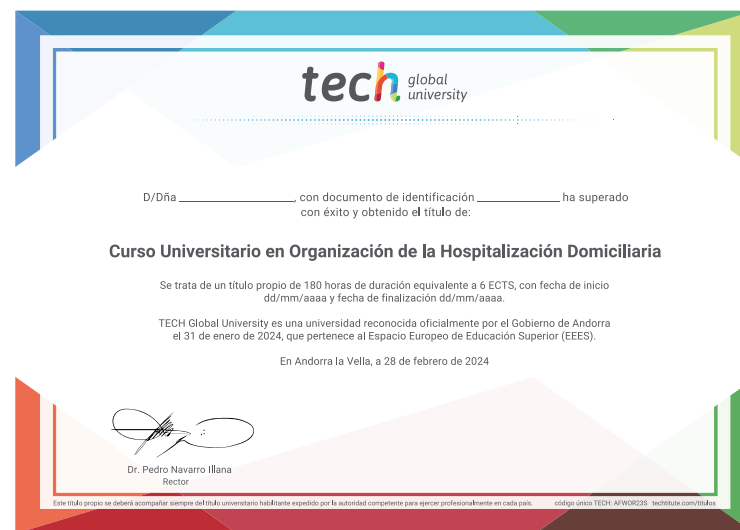 tech global university
D/Dña ____________, con documento de identificación ____________ ha superado
con éxito y obtenido el título de:
Curso Universitario en Organización de la Hospitalización Domiciliaria
Se trata de un título propio de 180 horas de duración equivalente a 6 ECTS, con fecha de inicio
dd/mm/aaaa y fecha de finalización dd/mm/aaaa.
TECH Global University es una universidad reconocida oficialmente por el Gobierno de Andorra
el 31 de enero de 2024, que pertenece al Espacio Europeo de Educación Superior (EEES).
En Andorra la Vella, a 28 de febrero de 2024
Dr. Pedro Navarro Illana
Rector
Este título propio se deberá acompañar siempre del título universitario habilitante expedido por la autoridad competente para ejercer profesionalmente en cada país. código único TECH: AFWOR23S techtitute.com/títulos